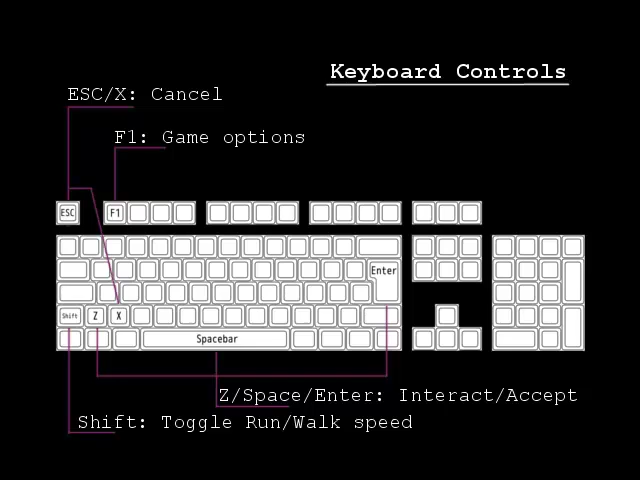 Keyboard Controls
ESC/X: Cancel
F1: Game options
ESC
F1
Enter
Shift
Z
X
Spacebar
Z/Space/Enter: Interact/Accept
Shift: Toggle Run/Walk speed